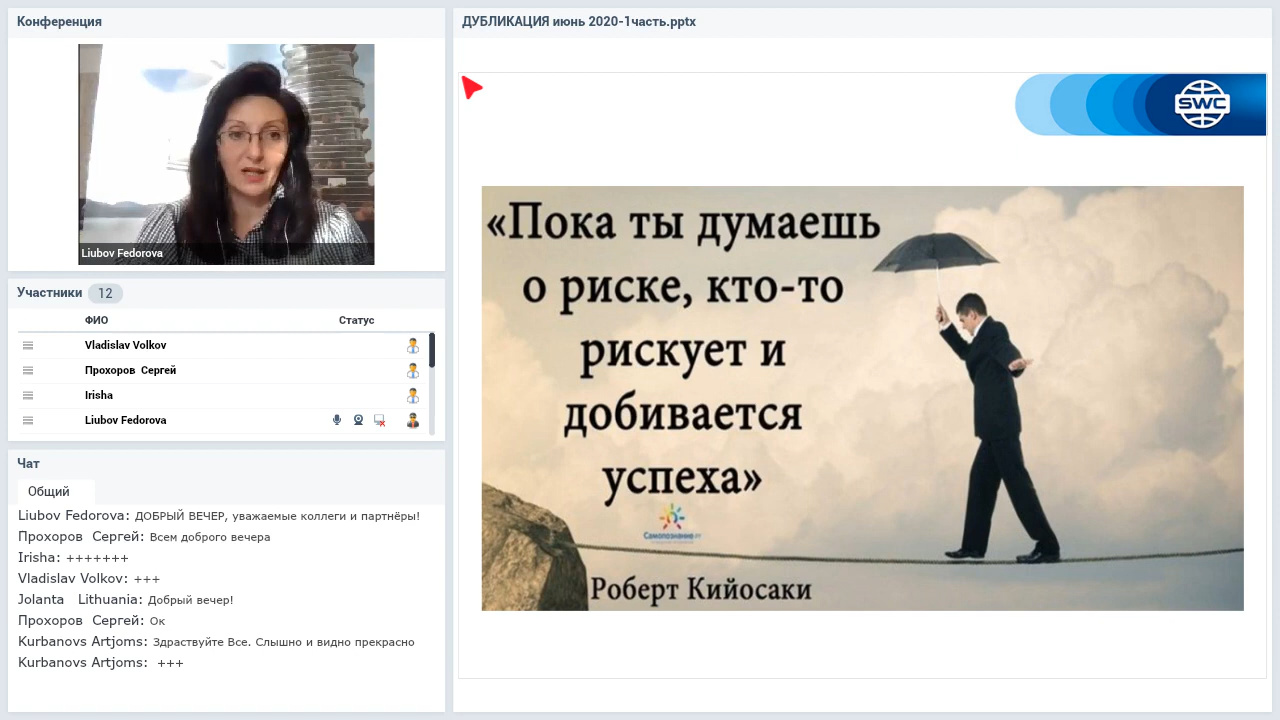 Конференция
Liubov Fedorova
Участники 12
ФИО Статус
Vladislav Volkov
Прохоров Сергей
Irisha
Liubov Fedorova
Чат
Общий
Liubov Fedorova: ДОБРЫЙ ВЕЧЕР, уважаемые коллеги и партнёры!
Прохоров Сергей: Всем доброго вечера
Irisha: +++++++
Vladislav Volkov: +++
Jolanta Lithuania: Добрый вечер!
Прохоров Сергей: Ок
Kurbanovs Artjoms: Здраствуйте Все. Слышно и видно прекрасно
Kurbanovs Artjoms: +++
ДУБЛИКАЦИЯ июнь 2020-1часть.pptx
SWC
«Пока ты думаешь
о риске, кто-то
рискует и
добивается
успеха»
Самопознание.ру
Роберт Кийосаки